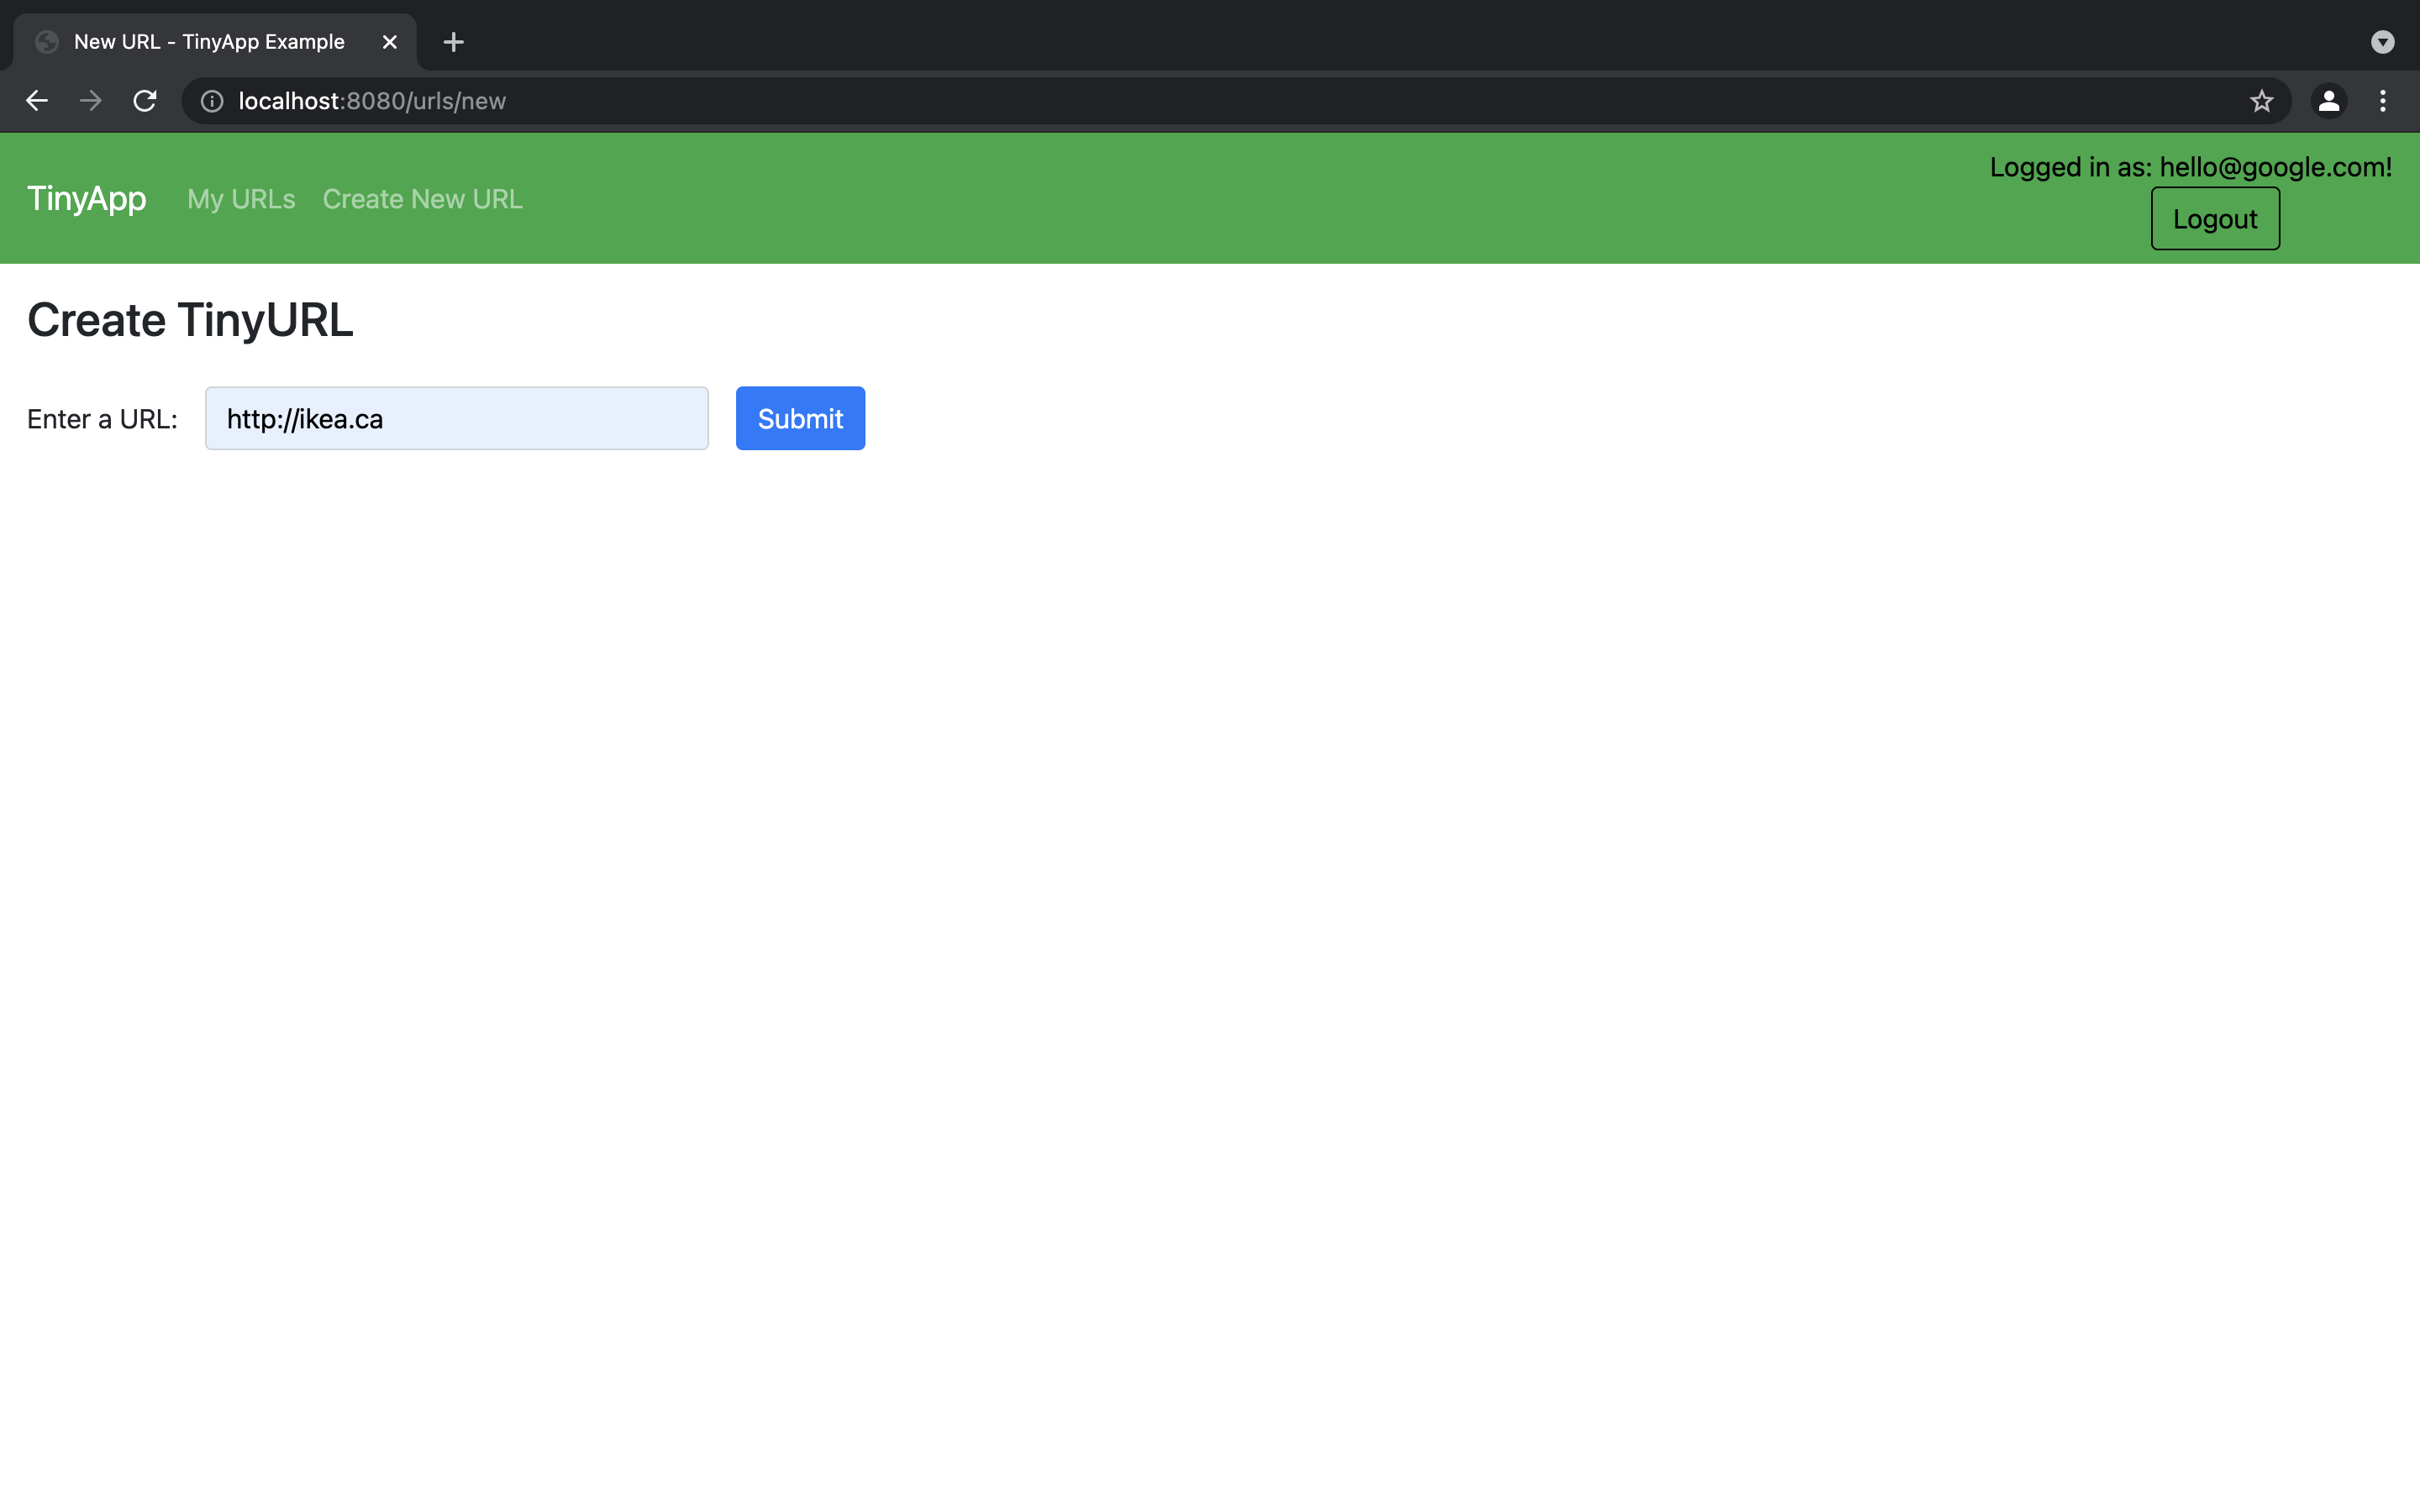 New URL - TinyApp Example
localhost:8080/urls/new
Logged in as: hello@google.com!
TinyApp My URLs Create New URL
Logout
Create TinyURL
Enter a URL: http://ikea.ca Submit